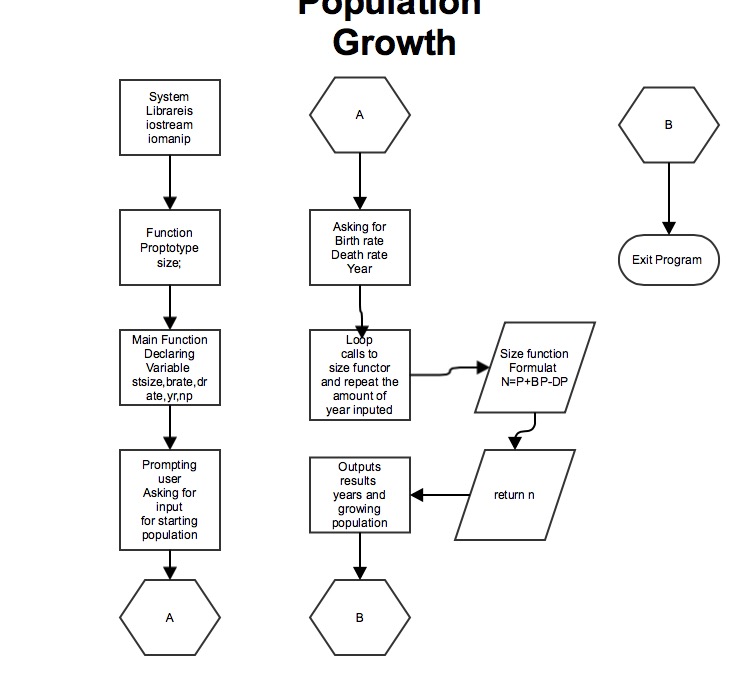 Population
Growth
System
Librareis
iostream
iomanip
Function
Proptotype
size;
Main Function
Declaring
Variable
stsize,brate,dr
ate,yr,np
Prompting
user
Asking for
input
for starting
population
A
A
Asking for
Birth rate
Death rate
Year
Loop
calls to
size functor
and repeat the
amount of
year inputed
Size function
Formulat
N=P+BP-DP
return n
Outputs
results
years and
growing
population
B
B
Exit Program